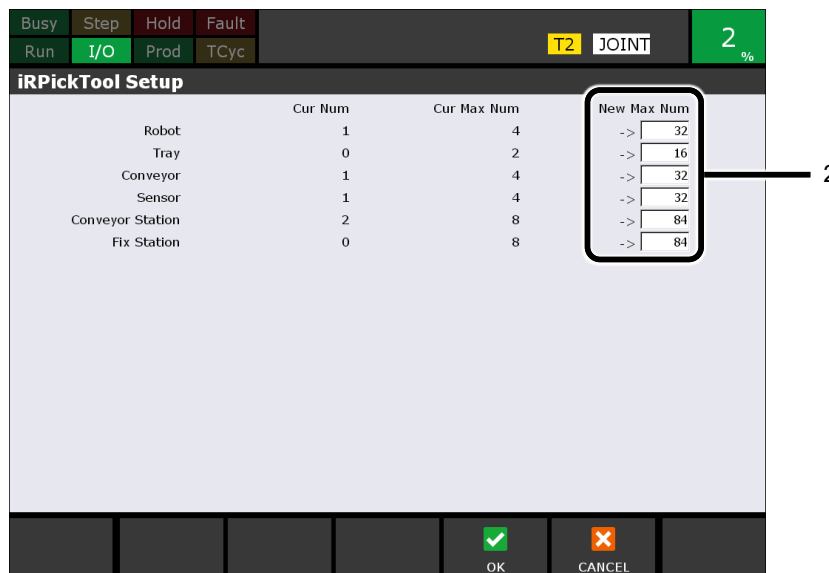 Busy Step Hold Fault
Run I/O Prod TCyc
T2 JOINT 2 %
iRPickTool Setup
Cur Num Cur Max Num New Max Num
Robot 1 4 -> 32
Tray 0 2 -> 16
Conveyor 1 4 -> 32
Sensor 1 4 -> 32
Conveyor Station 2 8 -> 84
Fix Station 0 8 -> 84
2
OK CANCEL